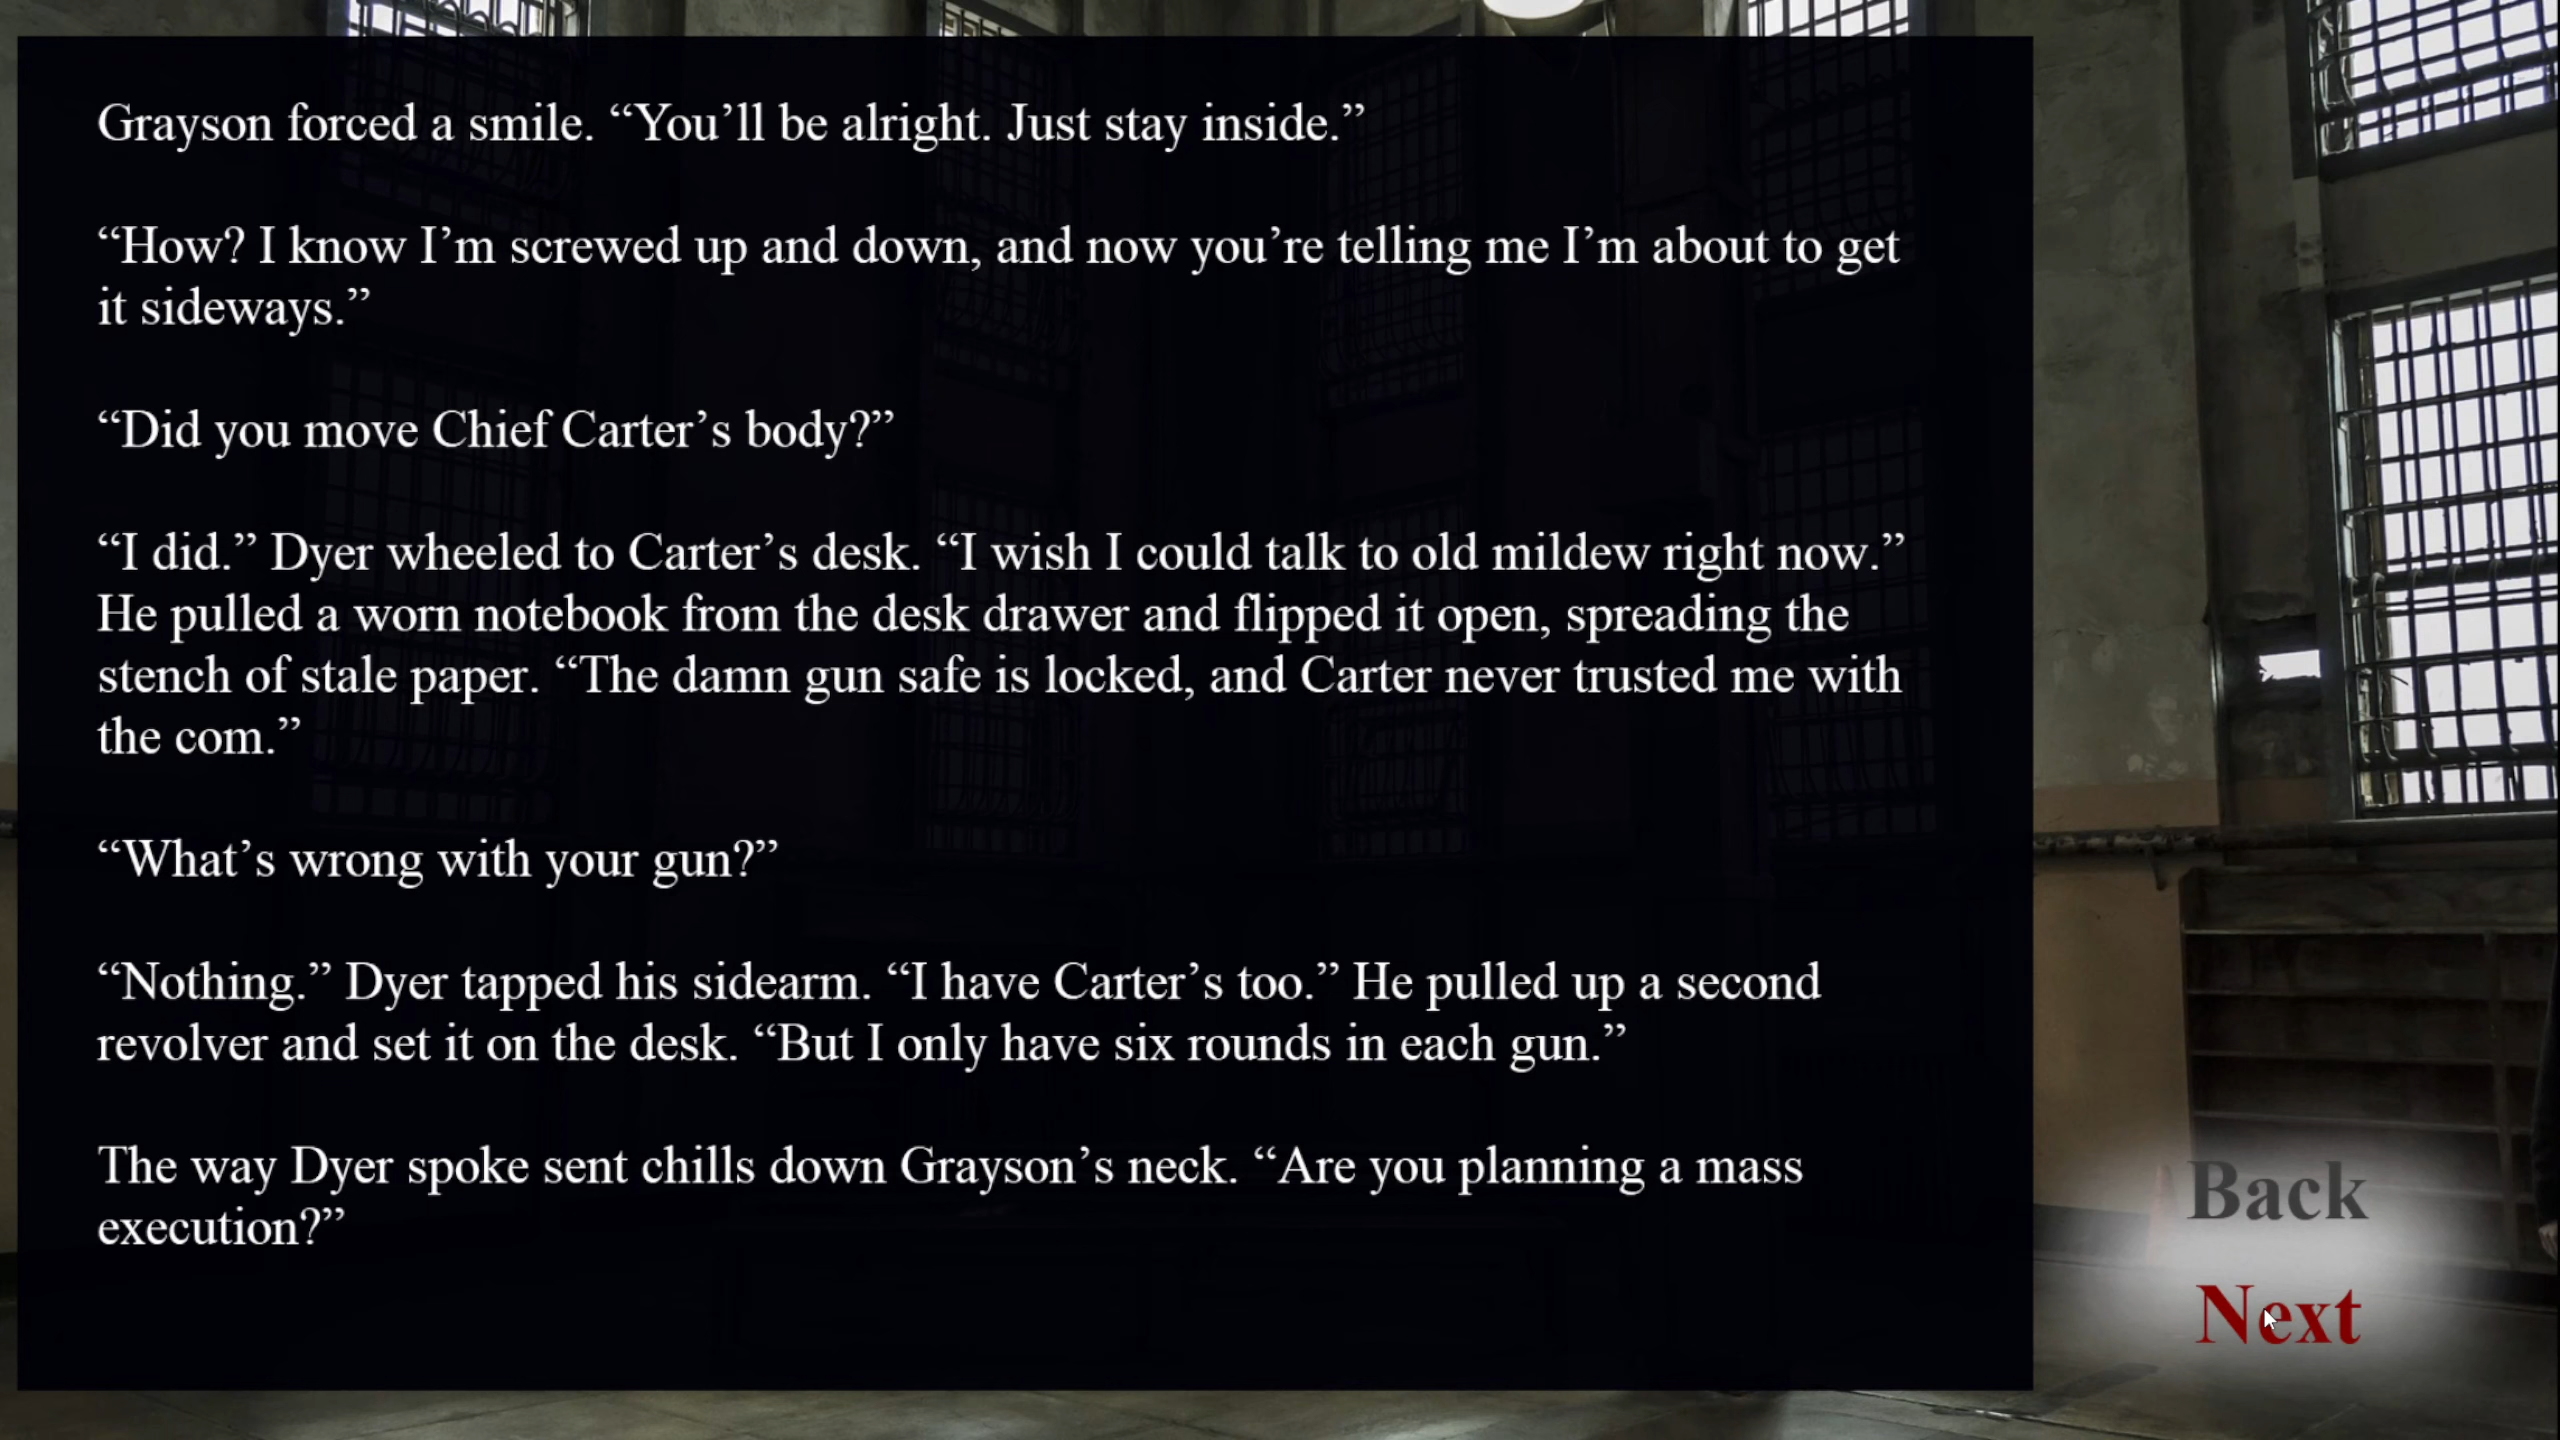 Grayson forced a smile. “You’ll be alright. Just stay inside.”
“How? I know I’m screwed up and down, and now you’re telling me I’m about to get
it sideways.”
“Did you move Chief Carter’s body?”
“I did.” Dyer wheeled to Carter’s desk. “I wish I could talk to old mildew right now.”
He pulled a worn notebook from the desk drawer and flipped it open, spreading the
stench of stale paper. “The damn gun safe is locked, and Carter never trusted me with
the com.”
“What’s wrong with your gun?”
“Nothing.” Dyer tapped his sidearm. “I have Carter’s too.” He pulled up a second
revolver and set it on the desk. “But I only have six rounds in each gun.”
The way Dyer spoke sent chills down Grayson’s neck. “Are you planning a mass
execution?”
Back
Next